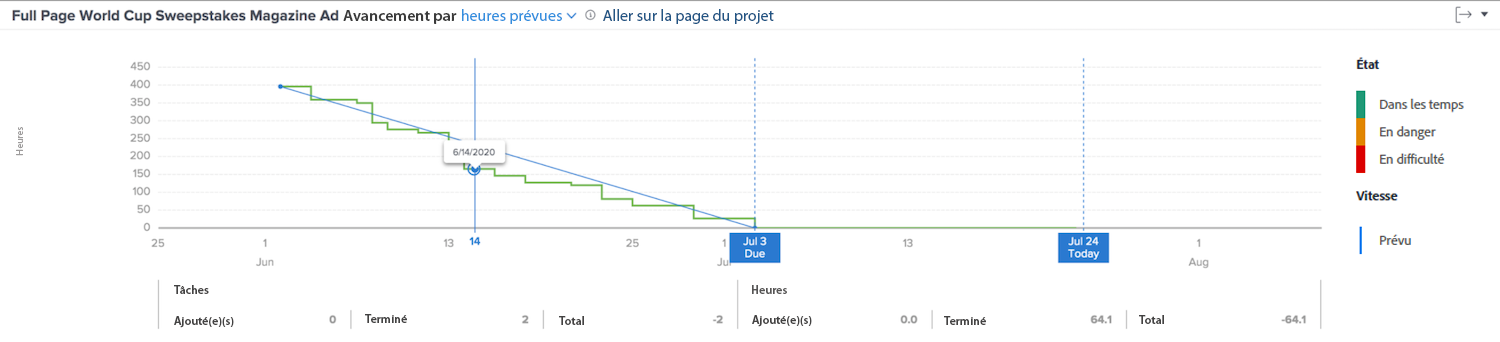 Full Page World Cup Sweepstakes Magazine Ad Avancement par heures prévues Aller sur la page du projet
État
450
400
350
300
250
200
150
100
50
0
Heures
Dans les temps
En danger
En difficulté
Vitesse
Prévu
6/14/2020
25 1 13 14 25 1 Jul 3 13 Jul 24 1
Jun Due Today Aug
Tâches Heures
Ajouté(e)(s) 0 Terminé 2 Total -2 Ajouté(e)(s) 0.0 Terminé 64.1 Total -64.1